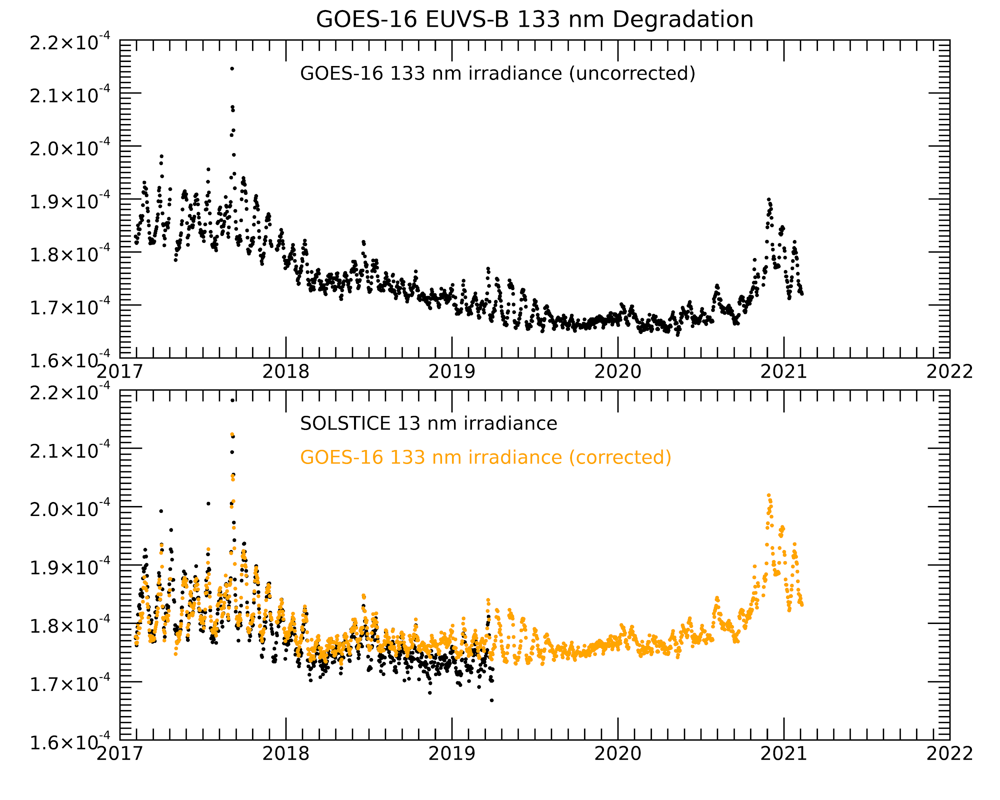 GOES-16 EUVS-B 133 nm Degradation
2.2×10⁻⁴
GOES-16 133 nm irradiance (uncorrected)
2.1×10⁻⁴
2.0×10⁻⁴
1.9×10⁻⁴
1.8×10⁻⁴
1.7×10⁻⁴
1.6×10⁻⁴
2017 2018 2019 2020 2021 2022
2.2×10⁻⁴
SOLSTICE 13 nm irradiance
2.1×10⁻⁴
GOES-16 133 nm irradiance (corrected)
2.0×10⁻⁴
1.9×10⁻⁴
1.8×10⁻⁴
1.7×10⁻⁴
1.6×10⁻⁴
2017 2018 2019 2020 2021 2022